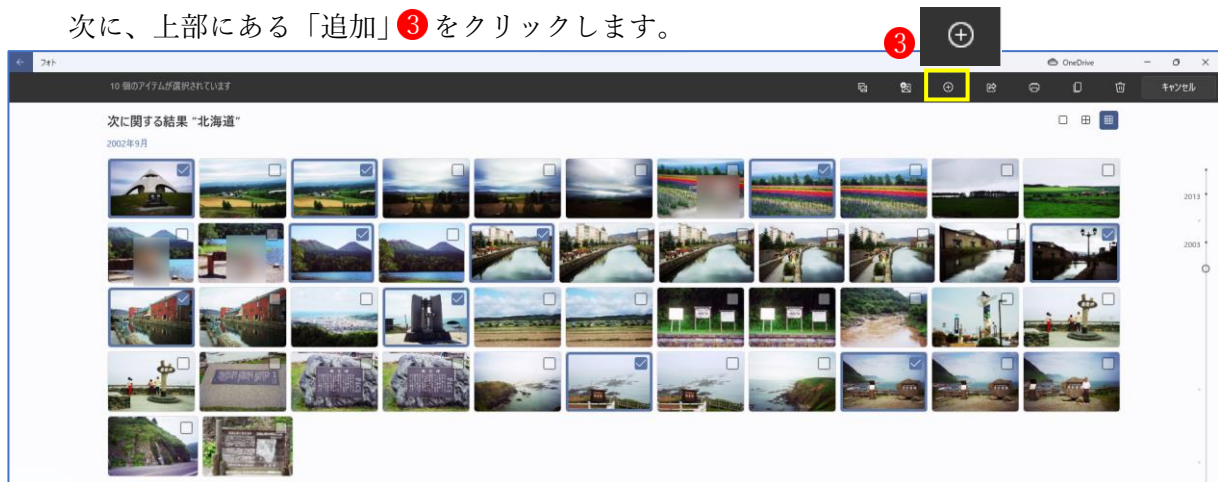 次に、上部にある「追加」3をクリックします。
3
フォト
OneDrive
10 個のアイテムが選択されています
キャンセル
次に関する結果 "北海道"
2002年9月
2013
2003